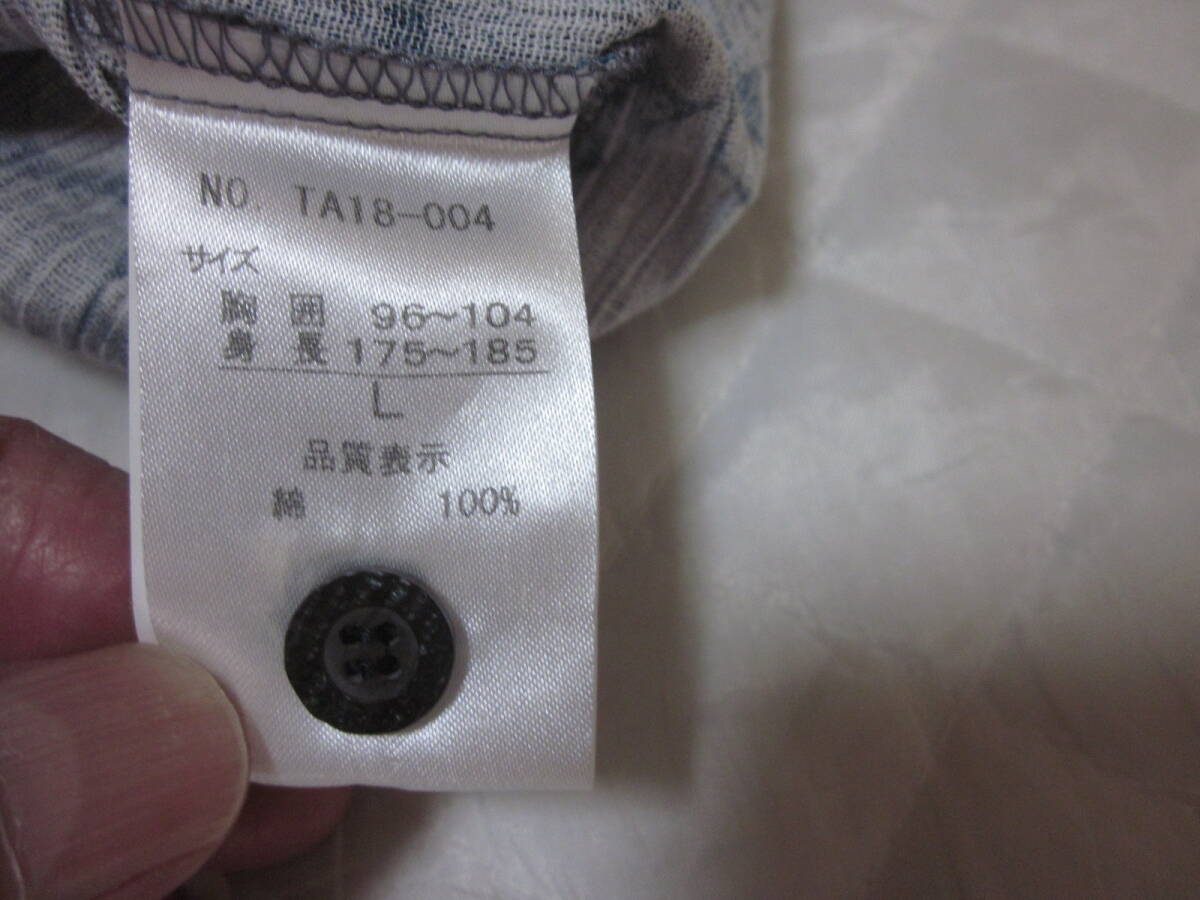 NO. TA18-004
サイズ
胸 囲 96～104
身 長 175～185
L
品質表示
綿 100%